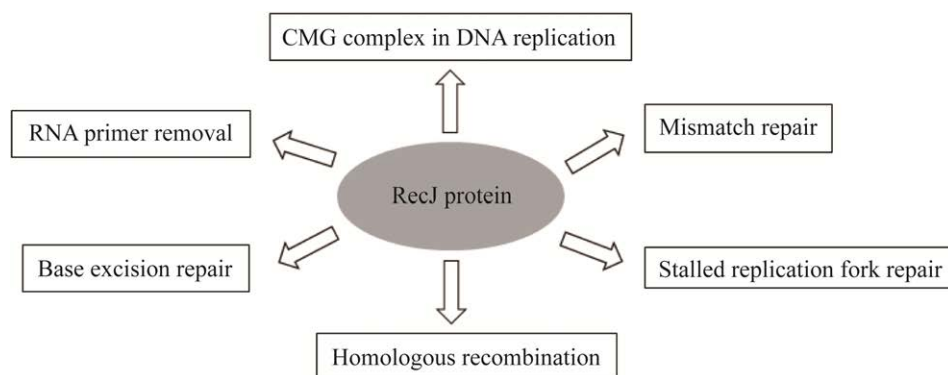 CMG complex in DNA replication
RNA primer removal
Mismatch repair
RecJ protein
Base excision repair
Stalled replication fork repair
Homologous recombination